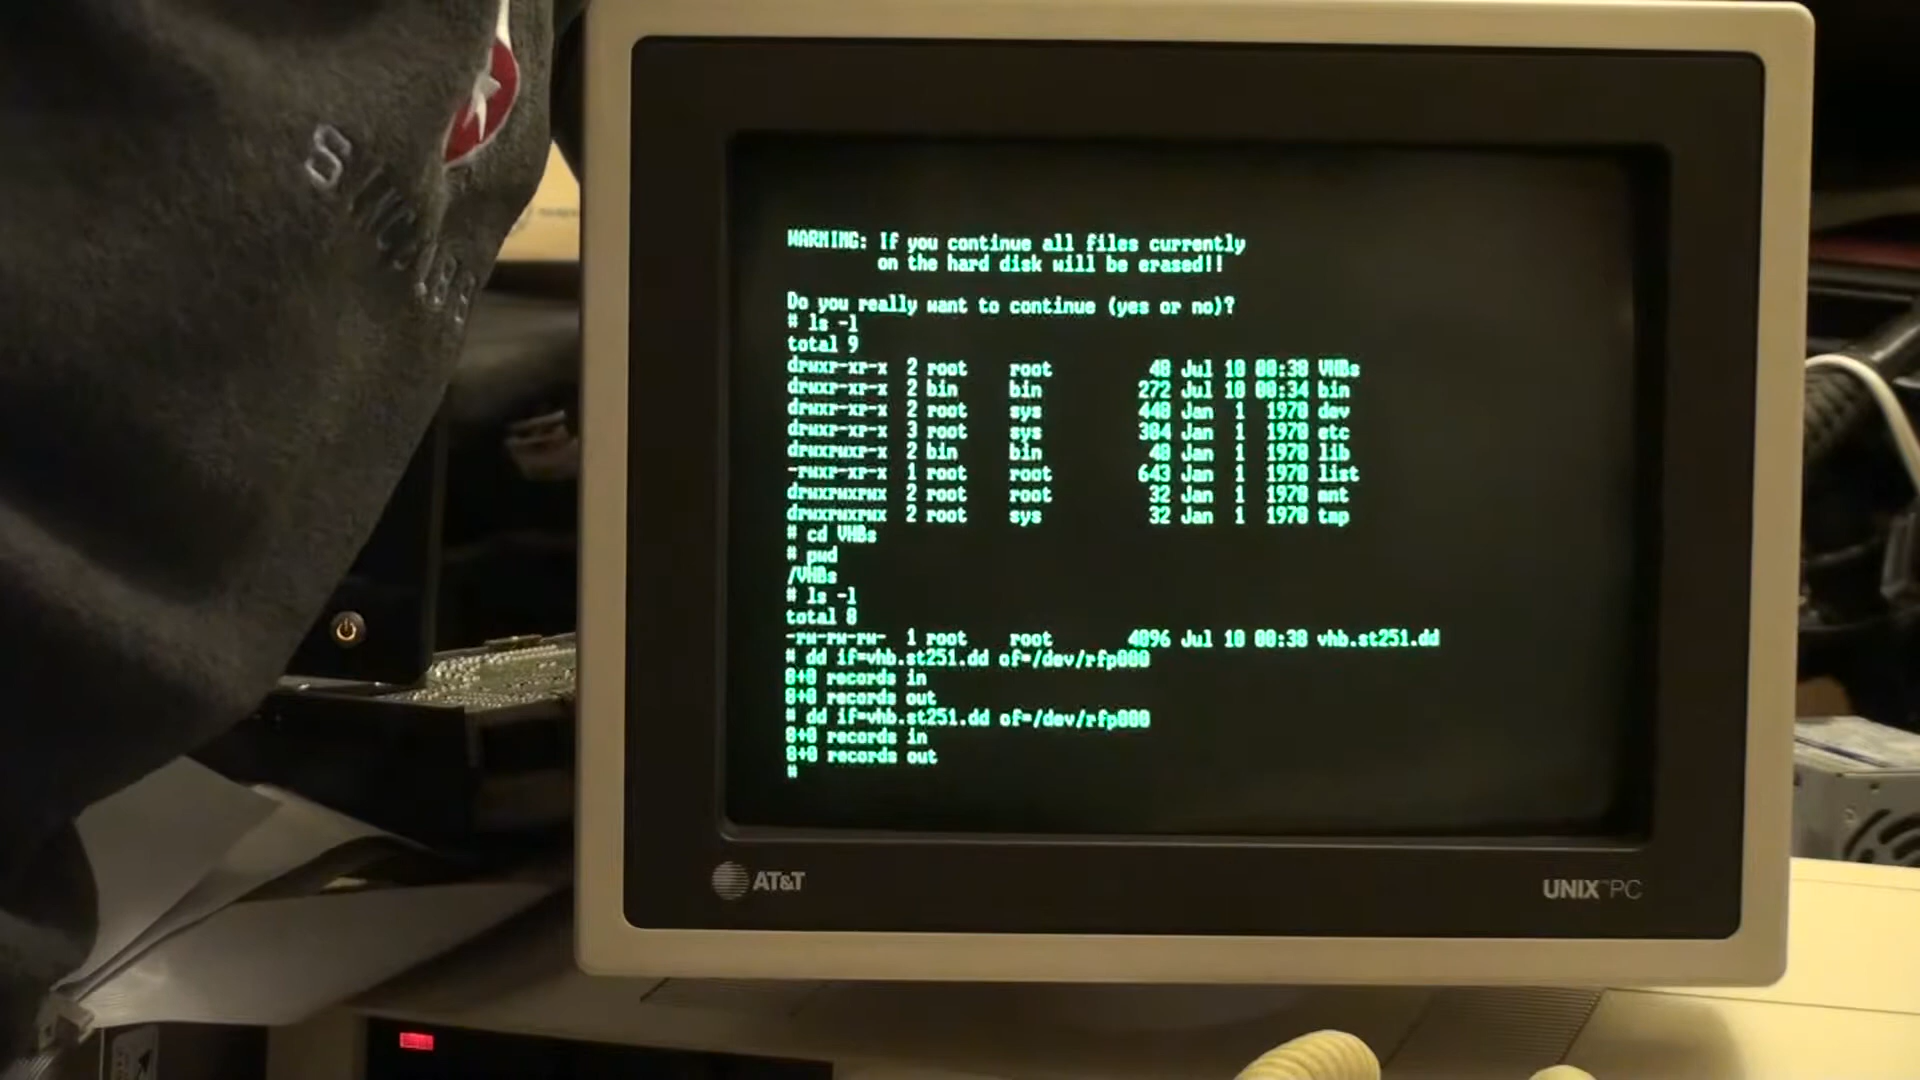 WARNING: If you continue all files currently
on the hard disk will be erased!!
Do you really want to continue (yes or no)?
# ls -l
total 9
drwxr-xr-x 2 root root 48 Jul 10 00:38 VHBs
drwxr-xr-x 2 bin bin 272 Jul 10 00:34 bin
drwxr-xr-x 2 root sys 448 Jan 1 1970 dev
drwxr-xr-x 3 root sys 304 Jan 1 1970 etc
drwxrwxr-x 2 bin bin 48 Jan 1 1970 lib
-rwxr-xr-x 1 root root 643 Jan 1 1970 list
drwxrwxrwx 2 root root 32 Jan 1 1970 mnt
drwxrwxrwx 2 root sys 32 Jan 1 1970 tmp
# cd VHBs
# pwd
/VHBs
# ls -l
total 8
-rw-rw-rw- 1 root root 4096 Jul 10 00:38 vhb.st251.dd
# dd if=vhb.st251.dd of=/dev/rfp000
8+0 records in
8+0 records out
# dd if=vhb.st251.dd of=/dev/rfp000
8+0 records in
8+0 records out
#
AT&T
UNIX™PC